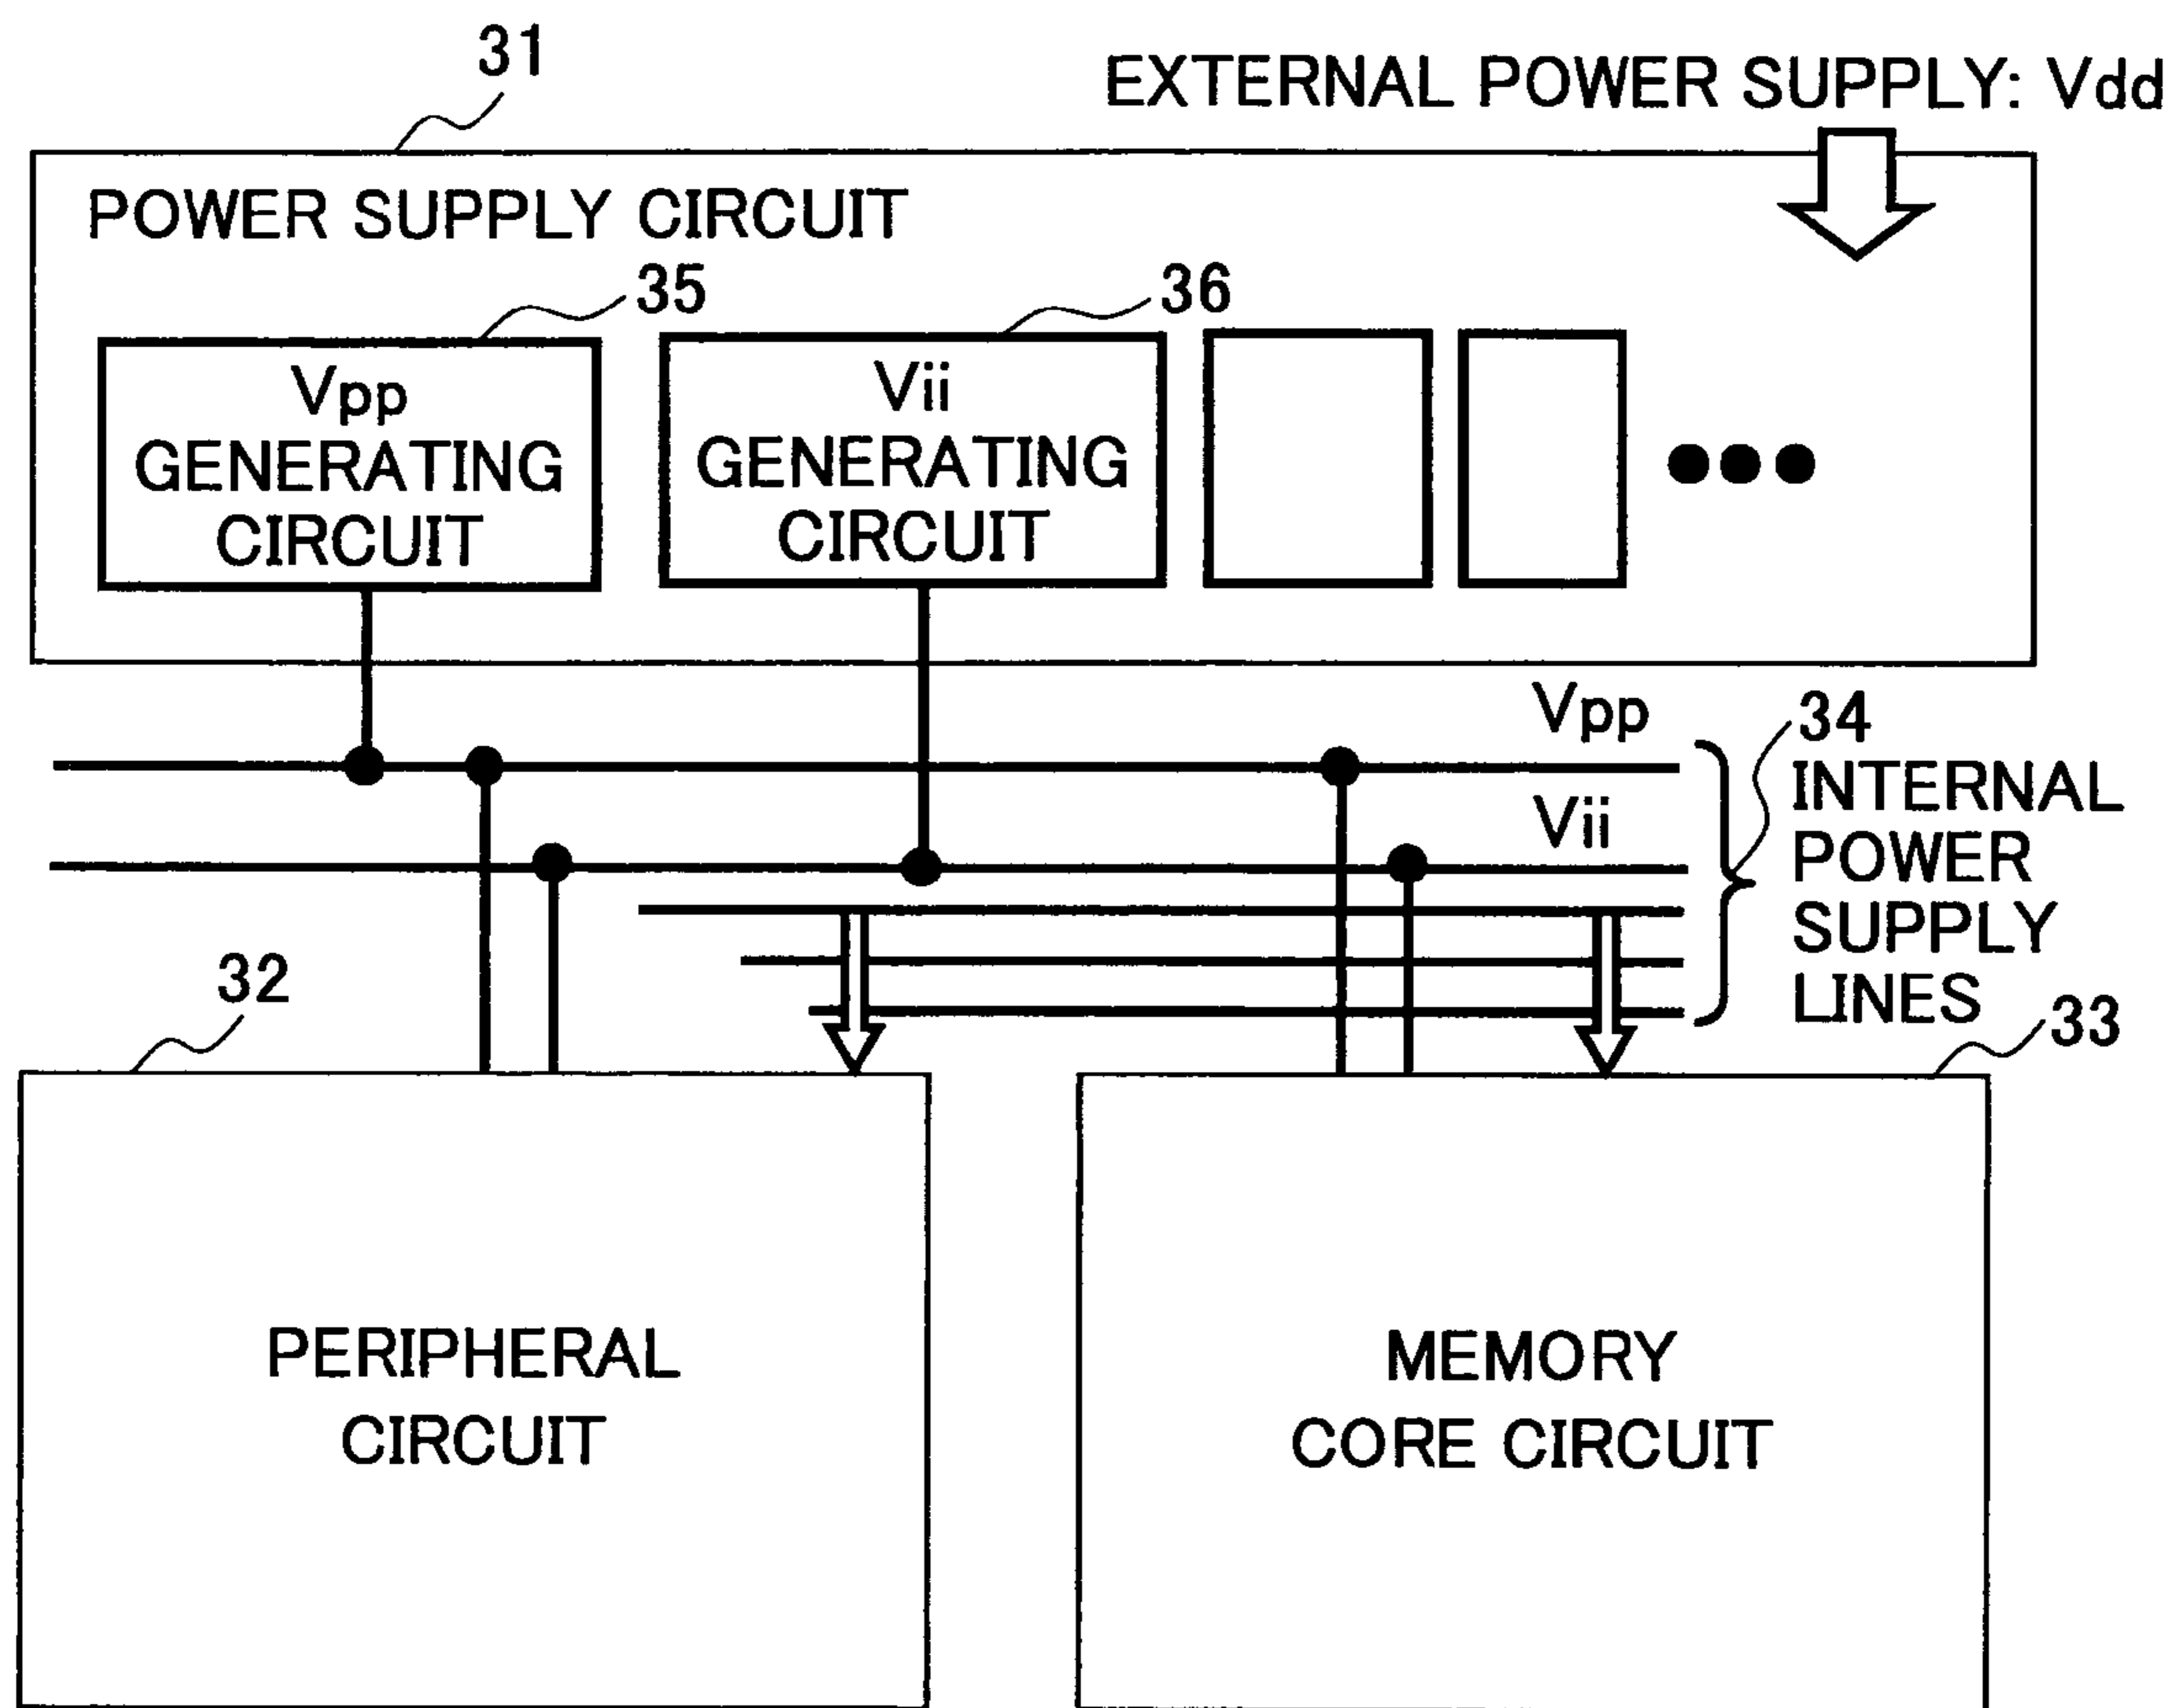 31
EXTERNAL POWER SUPPLY: Vdd
POWER SUPPLY CIRCUIT
35
36
Vpp
GENERATING
CIRCUIT
Vii
GENERATING
CIRCUIT
Vpp
34
INTERNAL
POWER
SUPPLY
LINES
Vii
32
33
PERIPHERAL
CIRCUIT
MEMORY
CORE CIRCUIT